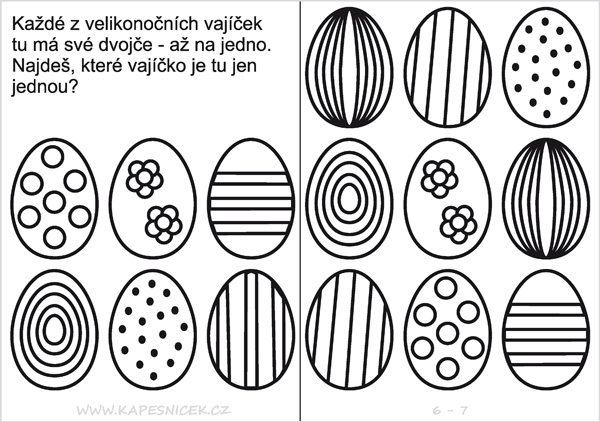 Každé z velikonočních vajíček
tu má své dvojče - až na jedno.
Najdeš, které vajíčko je tu jen
jednou?
WWW.KAPESNICEK.CZ
6 - 7